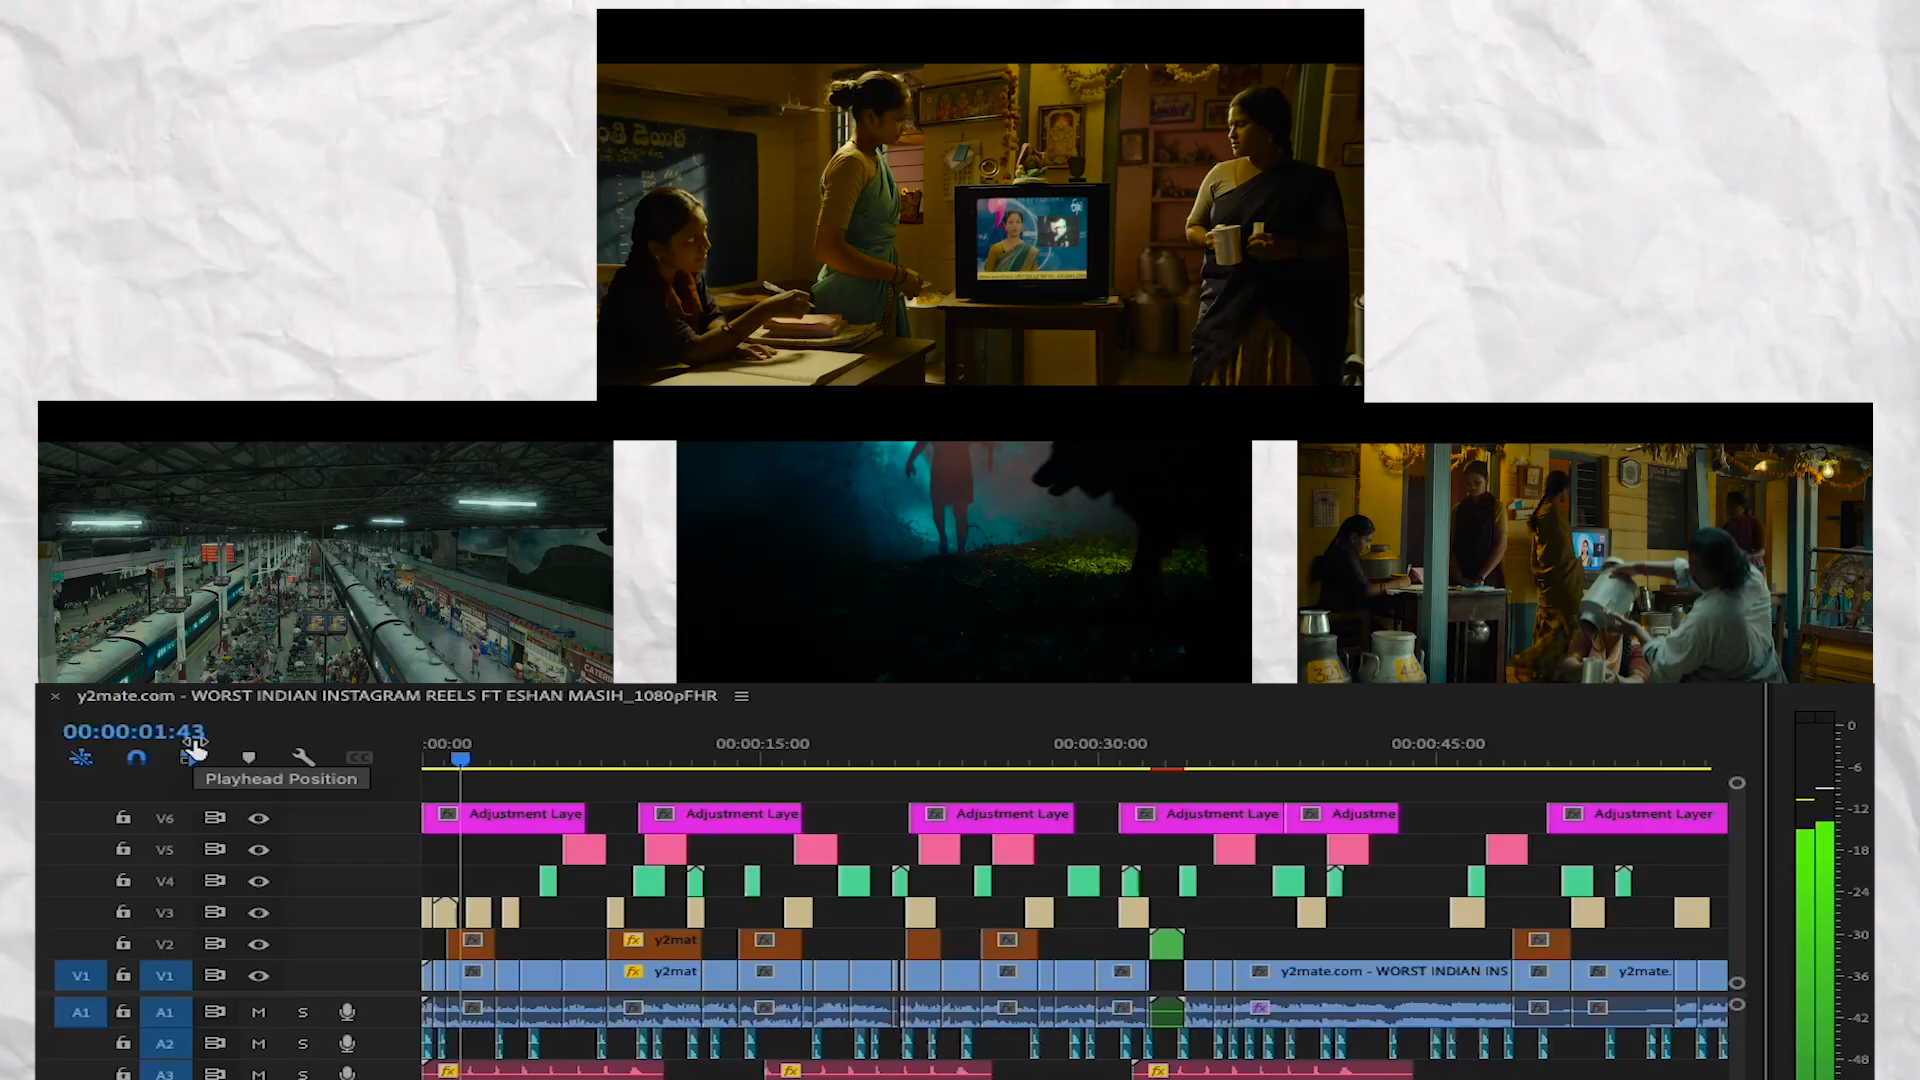 y2mate.com - WORST INDIAN INSTAGRAM REELS FT ESHAN MASIH_1080pFHR
00:00:01:43
:00:00
00:00:15:00
00:00:30:00
00:00:45:00
Playhead Position
V6
Adjustment Laye
Adjustment Laye
Adjustment Laye
Adjustment Laye
Adjustme
Adjustment Layer
V5
V4
V3
V2
fx y2mat
V1 V1
fx y2mat
y2mate.com - WORST INDIAN INS
y2mate.
A1 A1 M S
A2 M S
A3 M S
0
-6
-12
-18
-24
-30
-36
-42
-48